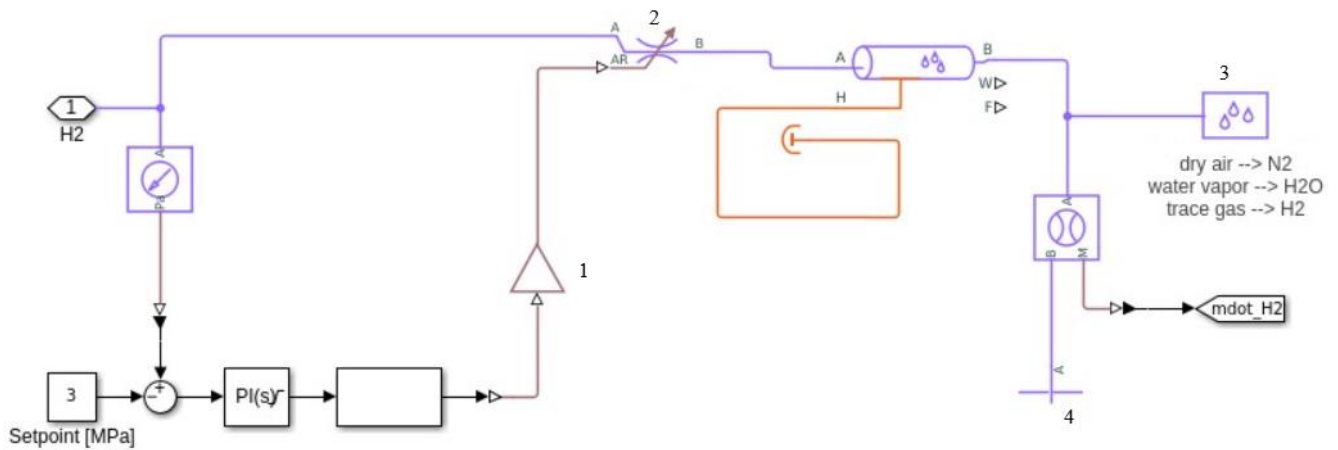 2
A
B
AR
A
B
W
F
H
1
H2
A
Pa
3
dry air --> N2
water vapor --> H2O
trace gas --> H2
A
B
M
1
mdot_H2
3
- +
PI(s)
Setpoint [MPa]
A
4